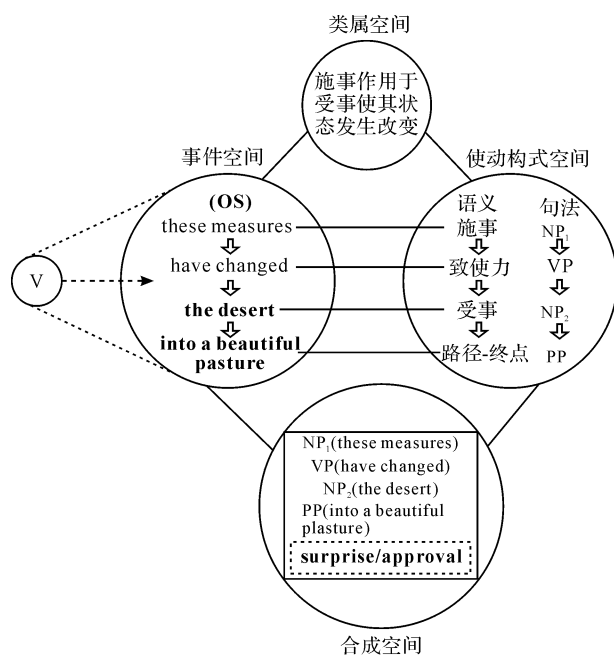 类属空间
施事作用于
受事使其状
态发生改变
事件空间
使动构式空间
(OS)
these measures
have changed
the desert
into a beautiful
pasture
V
语义
句法
施事
NP₁
致使力
VP
受事
NP₂
路径-终点
PP
NP₁(these measures)
VP(have changed)
NP₂(the desert)
PP(into a beautiful
plasture)
surprise/approval
合成空间